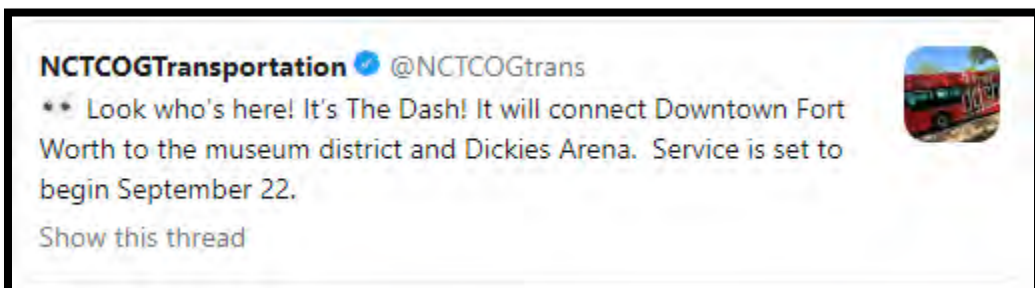 NCTCOGTransportation @NCTCOGtrans
👀 Look who's here! It's The Dash! It will connect Downtown Fort
Worth to the museum district and Dickies Arena.  Service is set to
begin September 22.
Show this thread